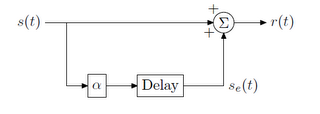 s(t)
+
Σ
r(t)
+
α
Delay
s_e(t)